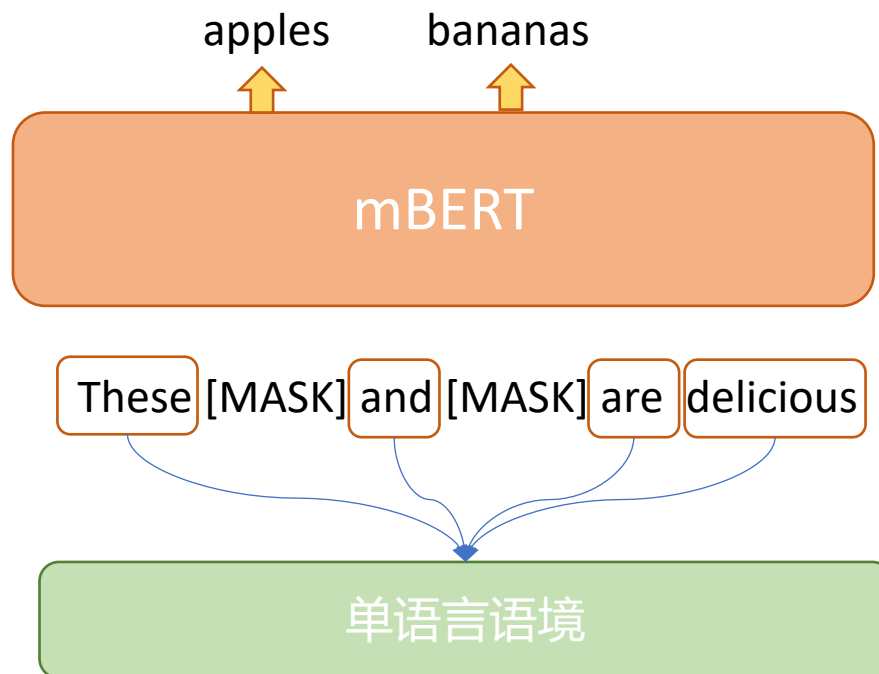 apples bananas
mBERT
These [MASK] and [MASK] are delicious
单语言语境